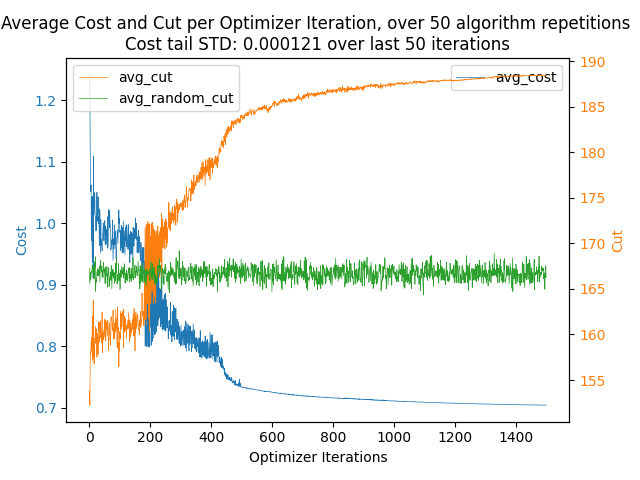 Average Cost and Cut per Optimizer Iteration, over 50 algorithm repetitions
Cost tail STD: 0.000121 over last 50 iterations
avg_cut
avg_random_cut
avg_cost
1.2
1.1
1.0
0.9
0.8
0.7
Cost
190
185
180
175
170
165
160
155
Cut
0 200 400 600 800 1000 1200 1400
Optimizer Iterations